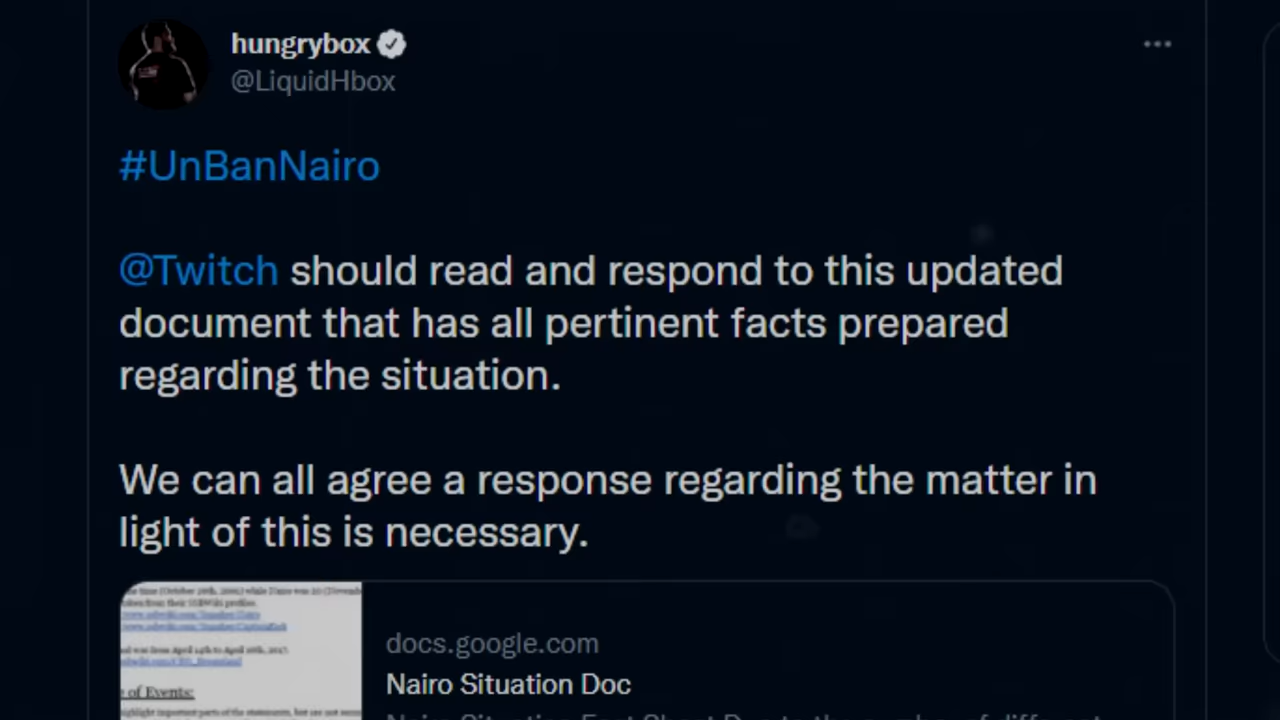 hungrybox
@LiquidHbox
#UnBanNairo
@Twitch should read and respond to this updated
document that has all pertinent facts prepared
regarding the situation.
We can all agree a response regarding the matter in
light of this is necessary.
of Events:
docs.google.com
Nairo Situation Doc